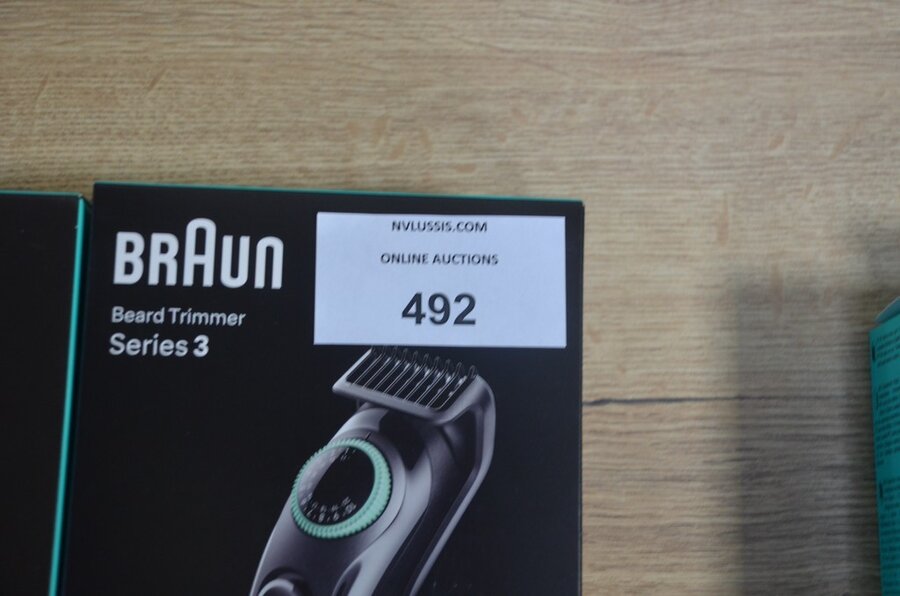 BRAUN
Beard Trimmer
Series 3
NVLUSSIS.COM
ONLINE AUCTIONS
492